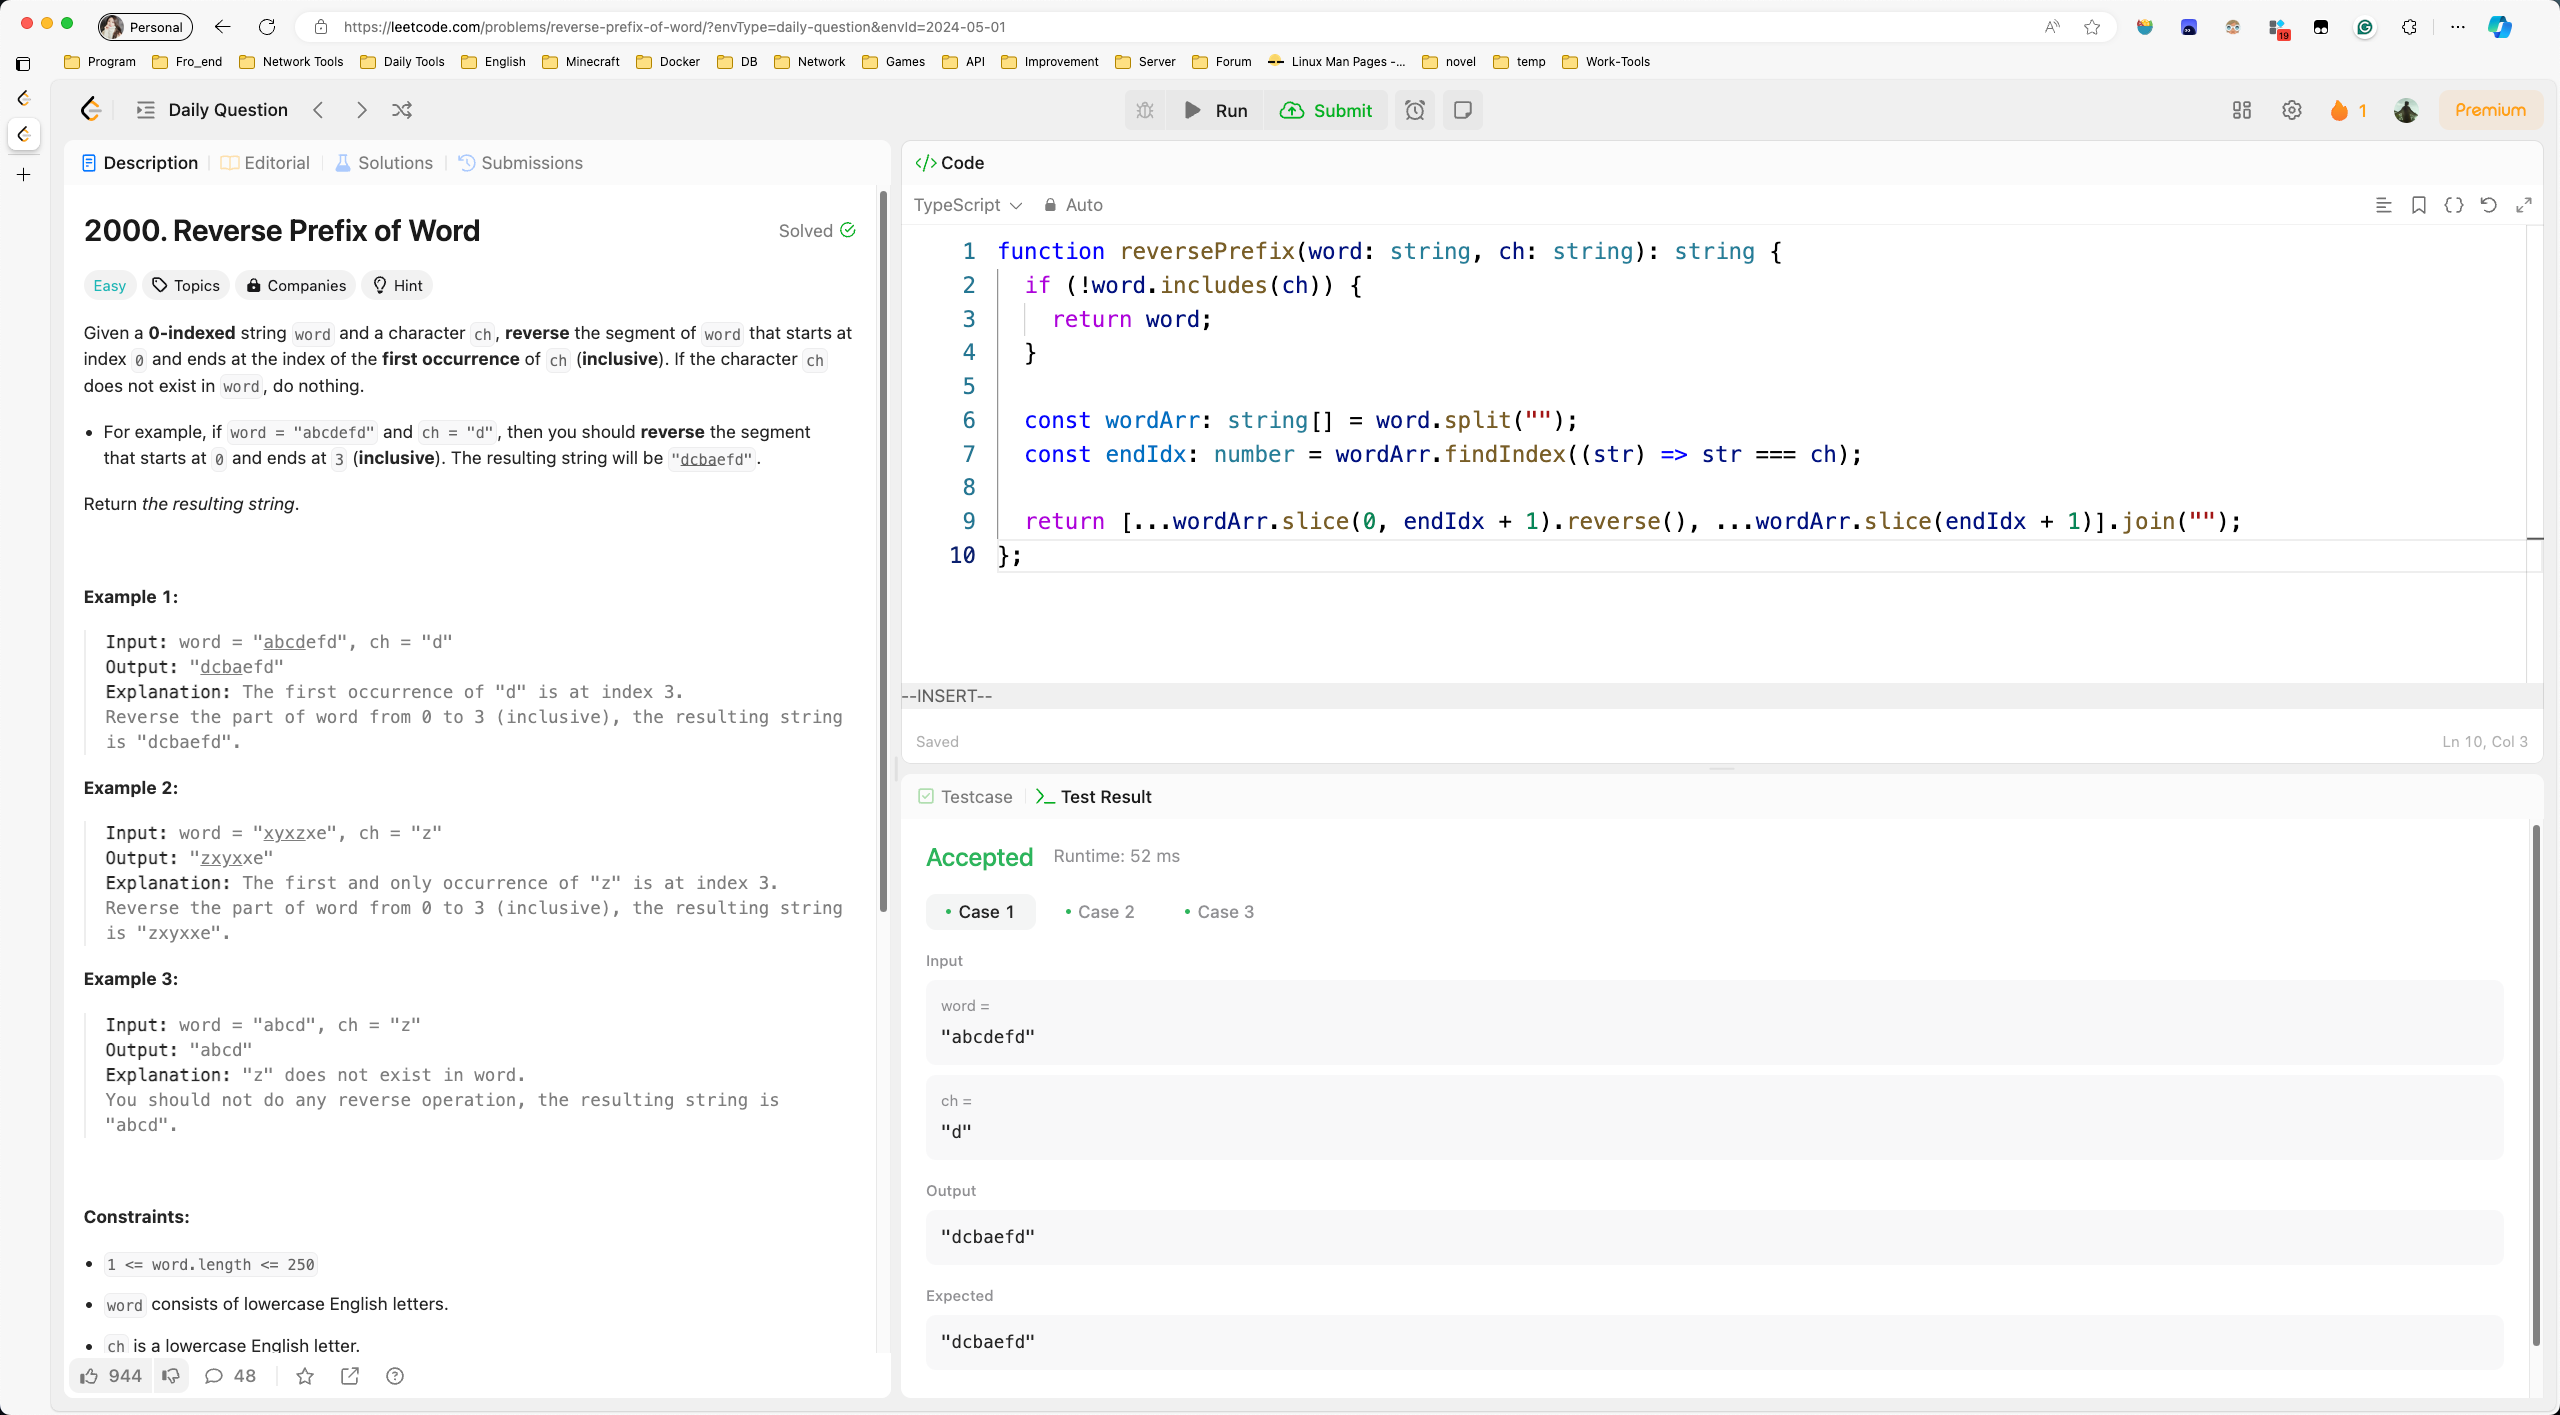 Personal
https://leetcode.com/problems/reverse-prefix-of-word/?envType=daily-question&envId=2024-05-01
19
Program Fro_end Network Tools Daily Tools English Minecraft Docker DB Network Games API Improvement Server Forum Linux Man Pages -... novel temp Work-Tools
Daily Question
Run Submit
1
Premium
Description Editorial Solutions Submissions
2000. Reverse Prefix of Word
Solved
Easy Topics Companies Hint
Given a 0-indexed string word and a character ch, reverse the segment of word that starts at
index 0 and ends at the index of the first occurrence of ch (inclusive). If the character ch
does not exist in word, do nothing.
• For example, if word = "abcdefd" and ch = "d", then you should reverse the segment
that starts at 0 and ends at 3 (inclusive). The resulting string will be "dcbaefd".
Return the resulting string.
Example 1:
Input: word = "abcdefd", ch = "d"
Output: "dcbaefd"
Explanation: The first occurrence of "d" is at index 3.
Reverse the part of word from 0 to 3 (inclusive), the resulting string
is "dcbaefd".
Example 2:
Input: word = "xyxzxe", ch = "z"
Output: "zxyxxe"
Explanation: The first and only occurrence of "z" is at index 3.
Reverse the part of word from 0 to 3 (inclusive), the resulting string
is "zxyxxe".
Example 3:
Input: word = "abcd", ch = "z"
Output: "abcd"
Explanation: "z" does not exist in word.
You should not do any reverse operation, the resulting string is
"abcd".
Constraints:
• 1 <= word.length <= 250
• word consists of lowercase English letters.
• ch is a lowercase English letter.
944 48
</> Code
TypeScript Auto
1 function reversePrefix(word: string, ch: string): string {
2 if (!word.includes(ch)) {
3 return word;
4 }
5
6 const wordArr: string[] = word.split("");
7 const endIdx: number = wordArr.findIndex((str) => str === ch);
8
9 return [...wordArr.slice(0, endIdx + 1).reverse(), ...wordArr.slice(endIdx + 1)].join("");
10 };
--INSERT--
Saved
Ln 10, Col 3
Testcase >_ Test Result
Accepted Runtime: 52 ms
• Case 1 • Case 2 • Case 3
Input
word =
"abcdefd"
ch =
"d"
Output
"dcbaefd"
Expected
"dcbaefd"